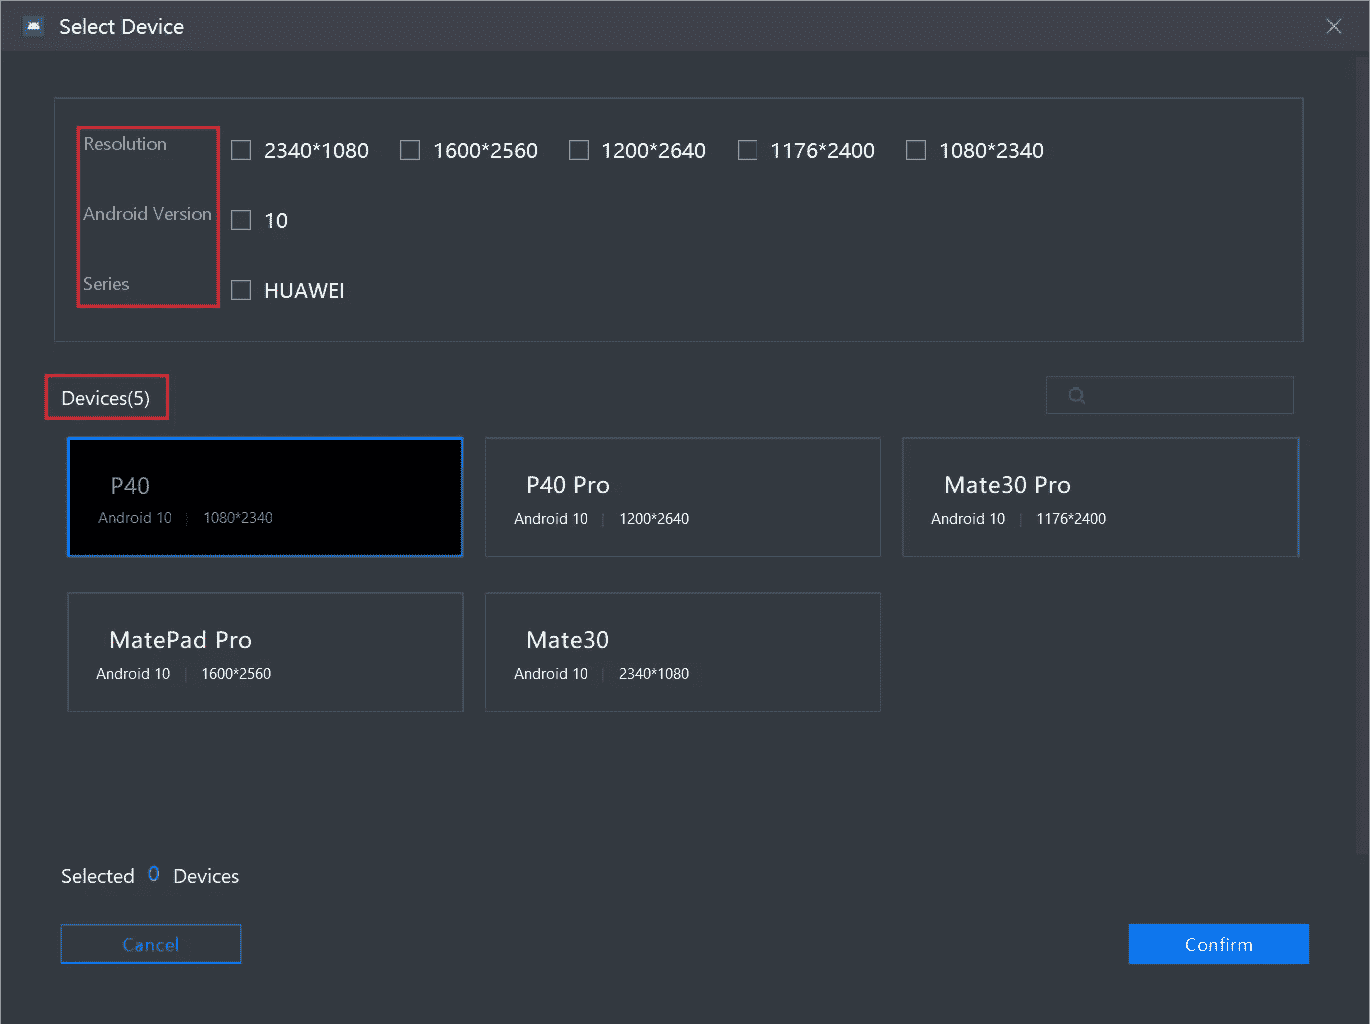 Select Device
Resolution
2340*1080 1600*2560 1200*2640 1176*2400 1080*2340
Android Version
10
Series
HUAWEI
Devices(5)
P40
Android 10 | 1080*2340
P40 Pro
Android 10 | 1200*2640
Mate30 Pro
Android 10 | 1176*2400
MatePad Pro
Android 10 | 1600*2560
Mate30
Android 10 | 2340*1080
Selected 0 Devices
Cancel
Confirm